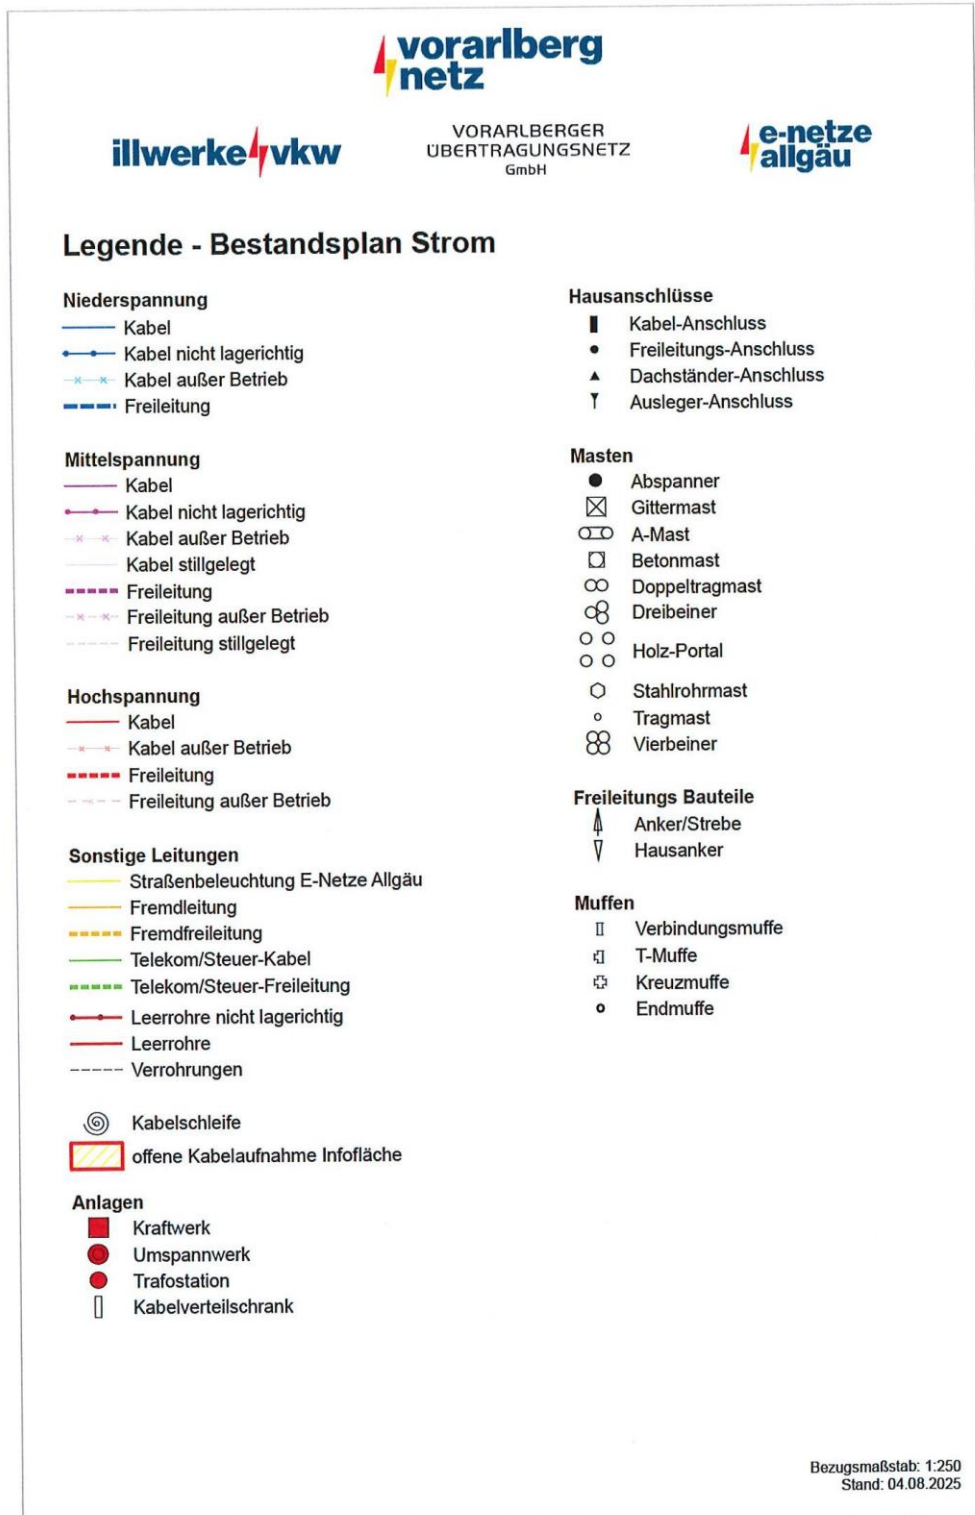 vorarlberg
netz
illwerke vkw
VORARLBERGER
ÜBERTRAGUNGSNETZ
GmbH
e-netze
allgäu
Legende - Bestandsplan Strom
Niederspannung
Kabel
Kabel nicht lagerichtig
Kabel außer Betrieb
Freileitung
Mittelspannung
Kabel
Kabel nicht lagerichtig
Kabel außer Betrieb
Kabel stillgelegt
Freileitung
Freileitung außer Betrieb
Freileitung stillgelegt
Hochspannung
Kabel
Kabel außer Betrieb
Freileitung
Freileitung außer Betrieb
Sonstige Leitungen
Straßenbeleuchtung E-Netze Allgäu
Fremdleitung
Fremdfreileitung
Telekom/Steuer-Kabel
Telekom/Steuer-Freileitung
Leerrohre nicht lagerichtig
Leerrohre
Verrohrungen
Kabelschleife
offene Kabelaufnahme Infofläche
Anlagen
Kraftwerk
Umspannwerk
Trafostation
Kabelverteilschrank
Hausanschlüsse
Kabel-Anschluss
Freileitungs-Anschluss
Dachständer-Anschluss
Ausleger-Anschluss
Masten
Abspanner
Gittermast
A-Mast
Betonmast
Doppeltragmast
Dreibeiner
Holz-Portal
Stahlrohrmast
Tragmast
Vierbeiner
Freileitungs Bauteile
Anker/Strebe
Hausanker
Muffen
Verbindungsmuffe
T-Muffe
Kreuzmuffe
Endmuffe
Bezugsmaßstab: 1:250
Stand: 04.08.2025